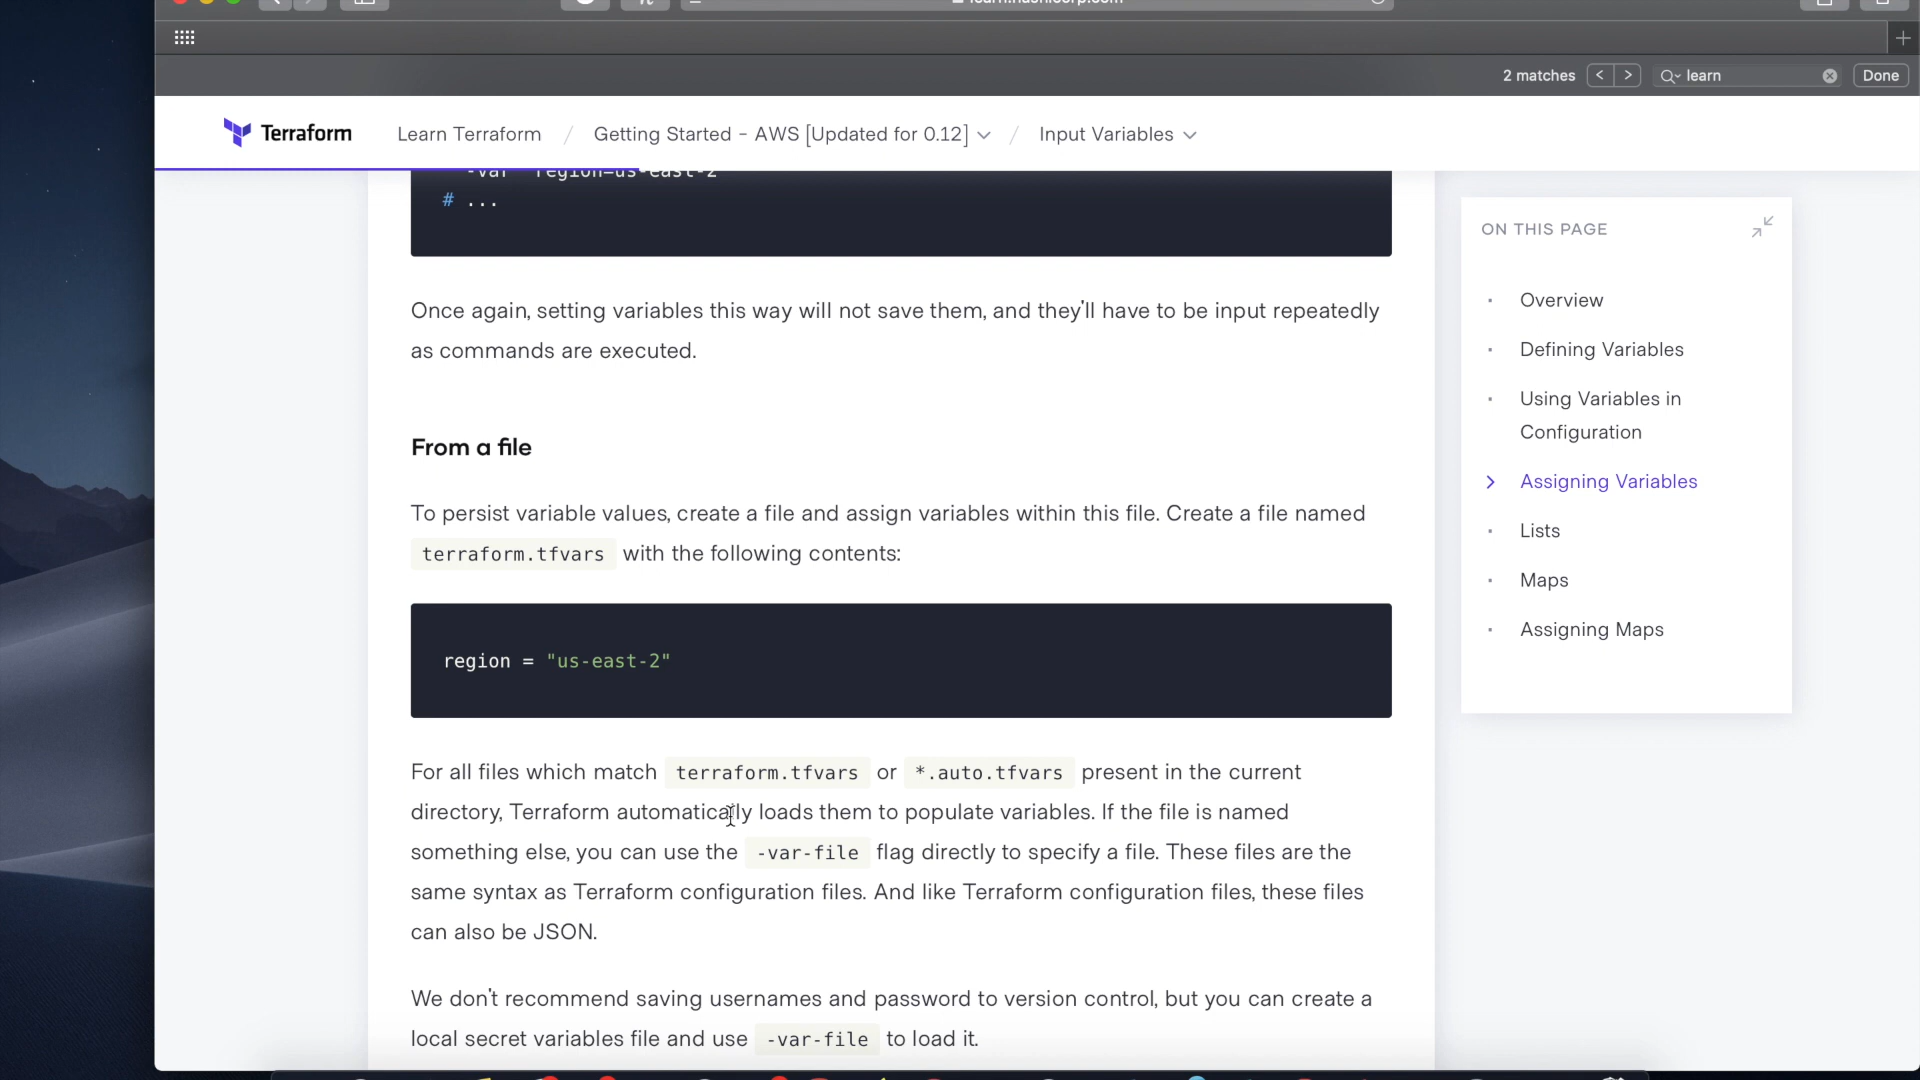 learn.hashicorp.com
2 matches
learn
Done
Terraform
Learn Terraform / Getting Started - AWS [Updated for 0.12] / Input Variables
-var 'region=us-east-2'
# ...
Once again, setting variables this way will not save them, and they'll have to be input repeatedly
as commands are executed.
From a file
To persist variable values, create a file and assign variables within this file. Create a file named
terraform.tfvars with the following contents:
region = "us-east-2"
For all files which match terraform.tfvars or *.auto.tfvars present in the current
directory, Terraform automatically loads them to populate variables. If the file is named
something else, you can use the -var-file flag directly to specify a file. These files are the
same syntax as Terraform configuration files. And like Terraform configuration files, these files
can also be JSON.
We don't recommend saving usernames and password to version control, but you can create a
local secret variables file and use -var-file to load it.
ON THIS PAGE
Overview
Defining Variables
Using Variables in
Configuration
Assigning Variables
Lists
Maps
Assigning Maps